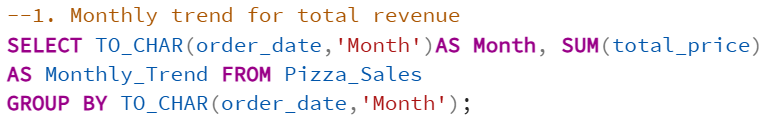 --1. Monthly trend for total revenue
SELECT TO_CHAR(order_date,'Month')AS Month, SUM(total_price)
AS Monthly_Trend FROM Pizza_Sales
GROUP BY TO_CHAR(order_date,'Month');